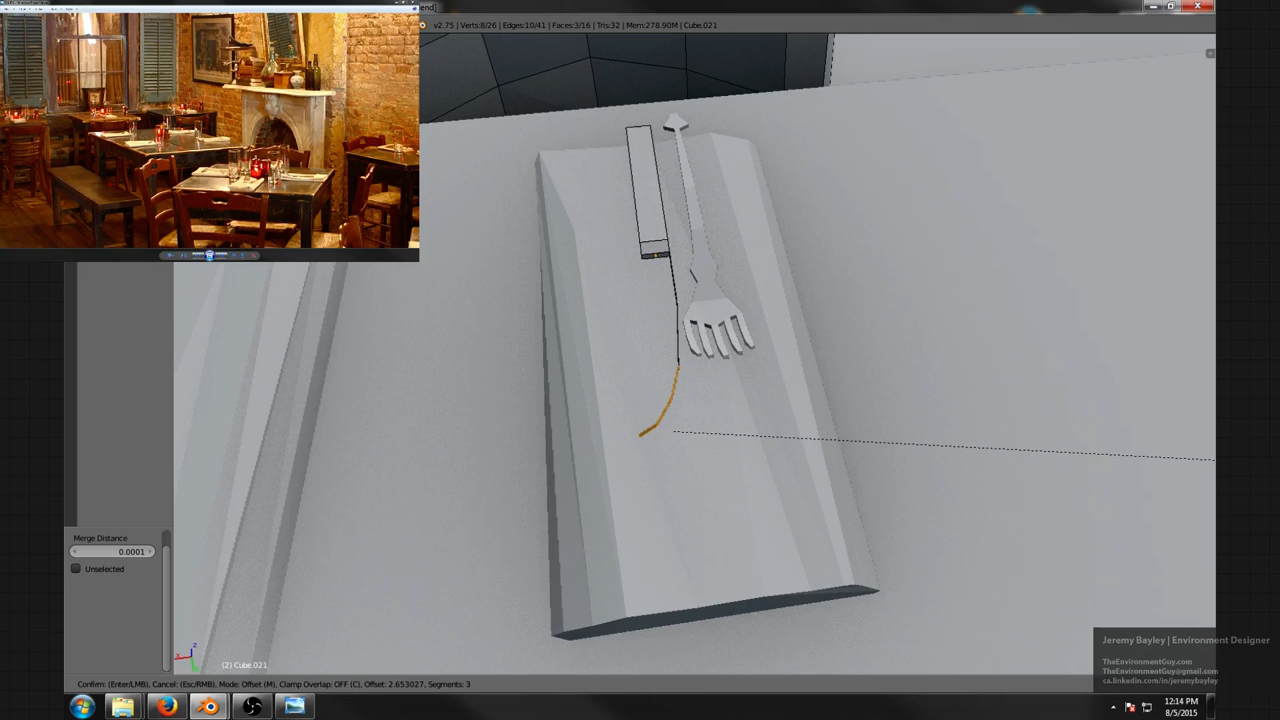 end]
v2.75 | Verts:8/26 | Edges:10/41 | Faces:3/16 | Tris:32 | Mem:278.90M | Cube.021
Merge Distance
0.0001
Unselected
(2) Cube.021
Jeremy Bayley | Environment Designer
TheEnvironmentGuy.com
TheEnvironmentGuy@gmail.com
ca.linkedin.com/in/jeremybayley
Confirm: (Enter/LMB), Cancel: (Esc/RMB), Mode: Offset (M), Clamp Overlap: OFF (C), Offset: 2.653027, Segments: 3
12:14 PM
8/5/2015